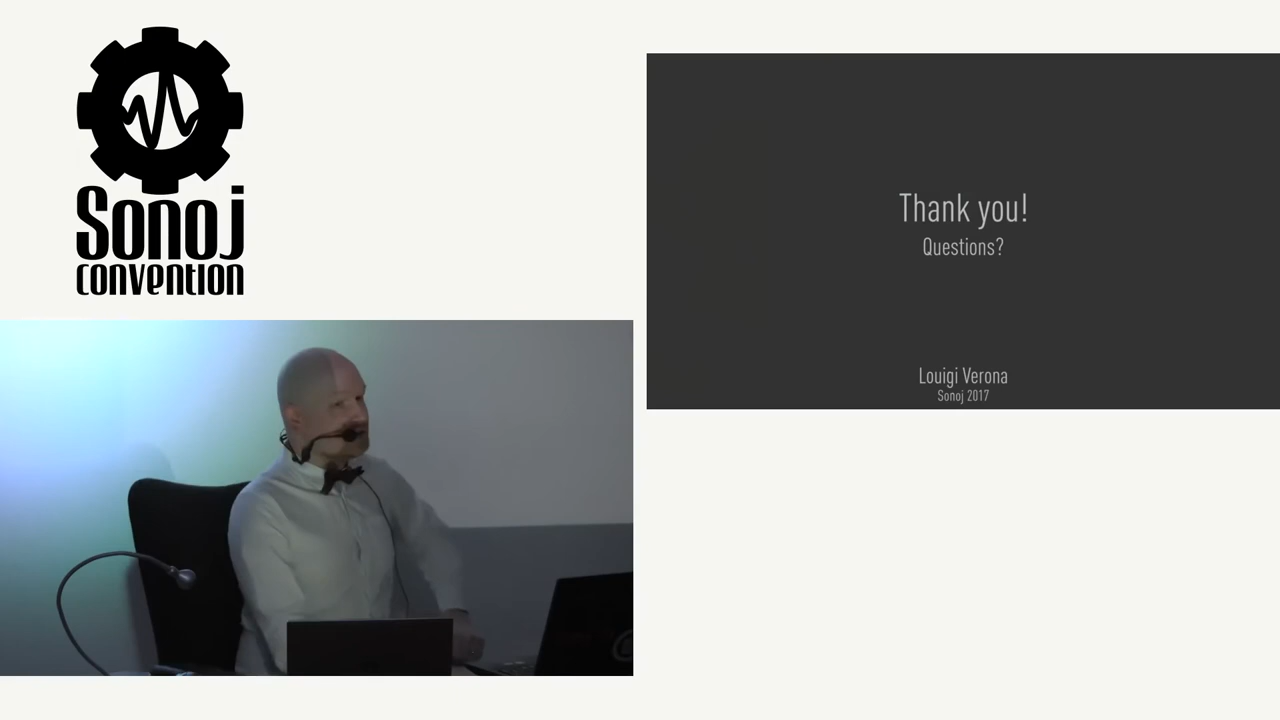 Sonoj
convention
Thank you!
Questions?
Louigi Verona
Sonoj 2017